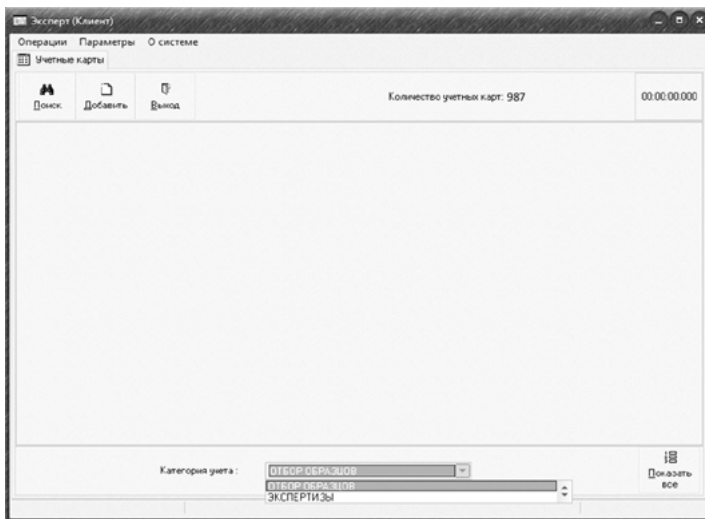 Эксперт (Клиент)
Операции Параметры О системе
Учетные карты
Поиск Добавить Выход
Количество учетных карт: 987
00:00:00.000
Категория учета :
ОТБОР ОБРАЗЦОВ
ОТБОР ОБРАЗЦОВ
ЭКСПЕРТИЗЫ
Показать
все